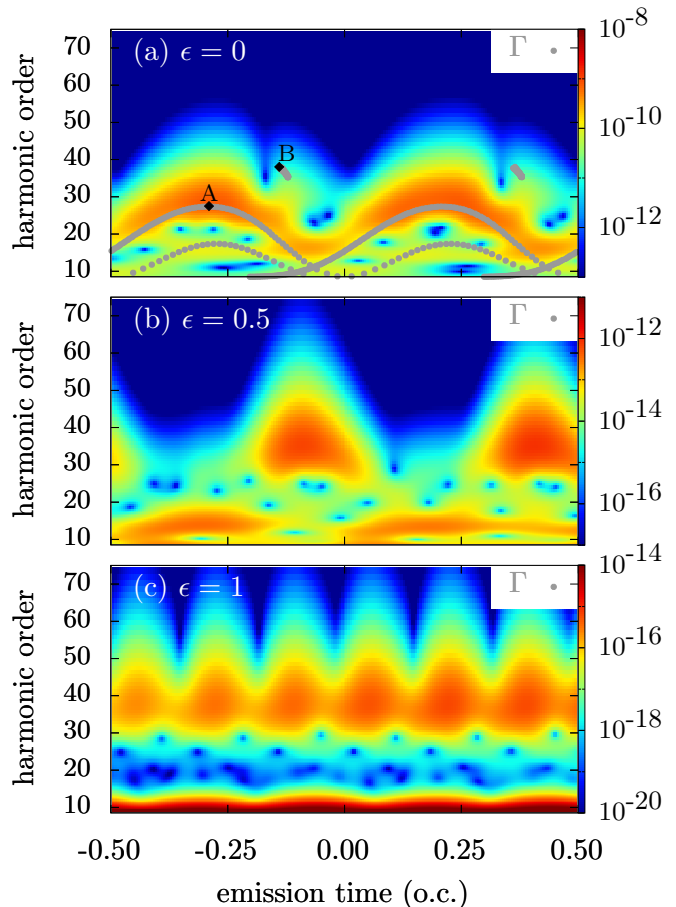 (a) ϵ = 0
Γ
harmonic order
70
60
50
40
30
20
10
A
B
10^-8
10^-10
10^-12
(b) ϵ = 0.5
Γ
harmonic order
70
60
50
40
30
20
10
10^-12
10^-14
10^-16
(c) ϵ = 1
Γ
harmonic order
70
60
50
40
30
20
10
10^-14
10^-16
10^-18
10^-20
-0.50 -0.25 0.00 0.25 0.50
emission time (o.c.)